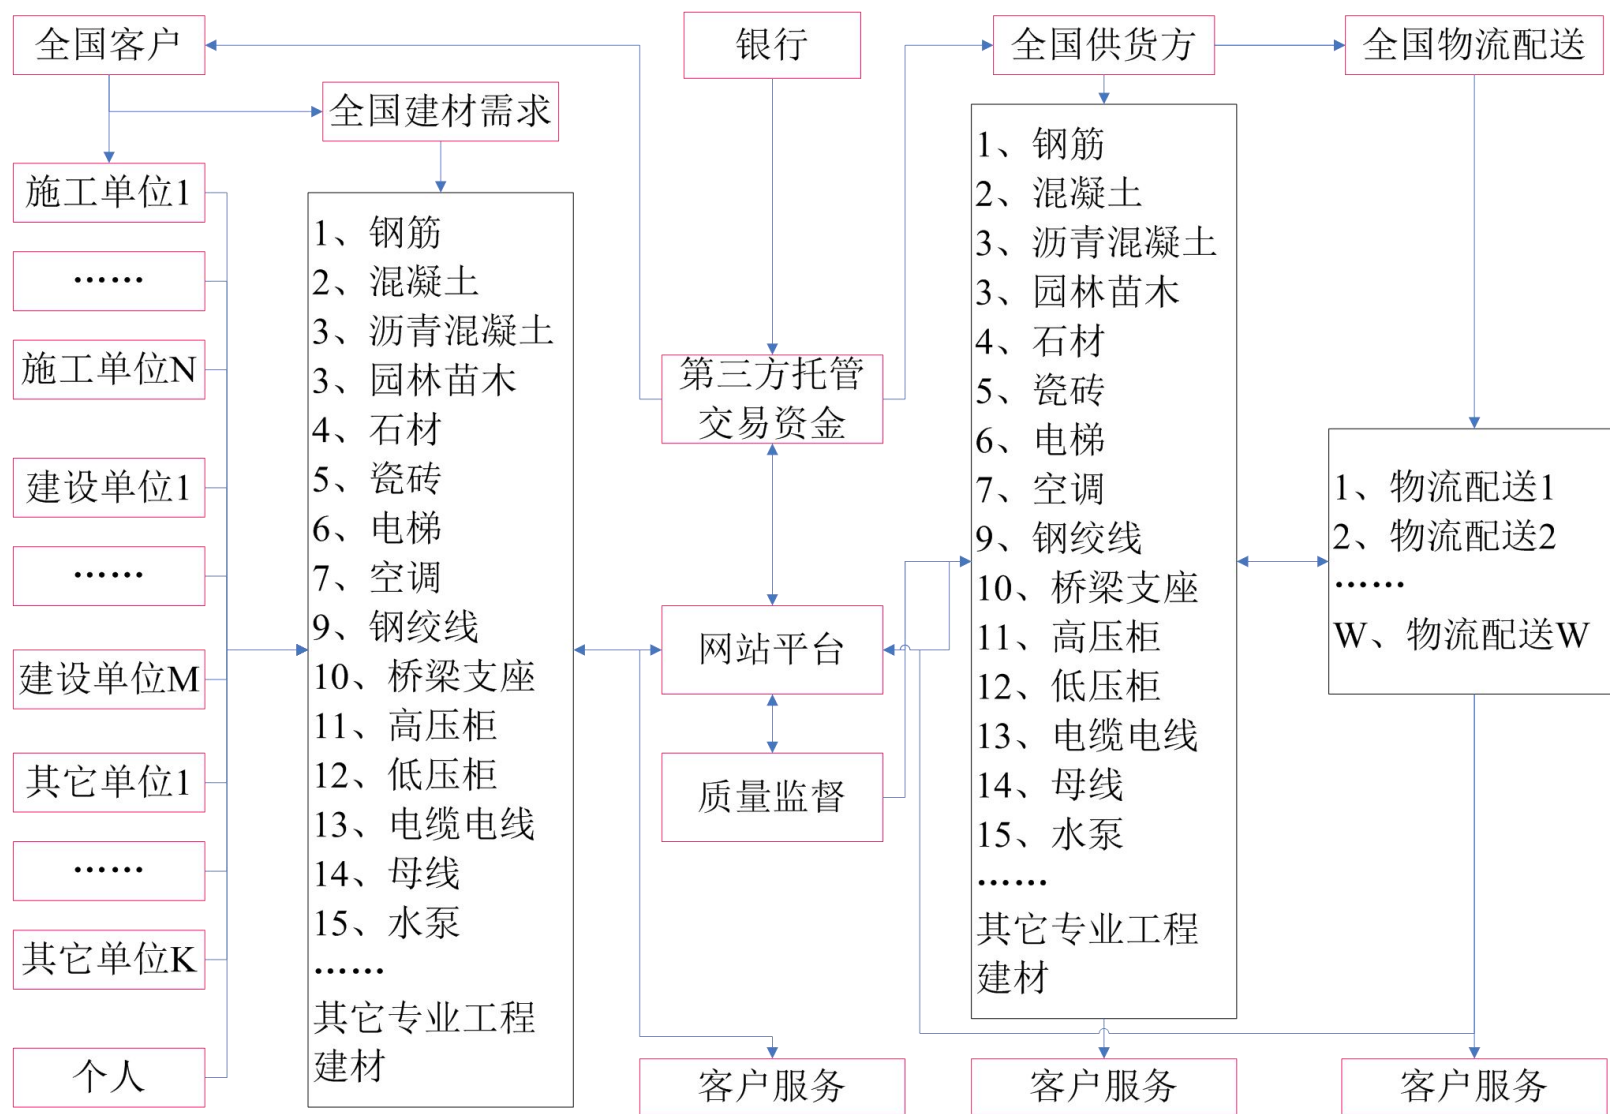 全国客户
银行
全国供货方
全国物流配送
全国建材需求
施工单位1
……
施工单位N
建设单位1
……
建设单位M
其它单位1
……
其它单位K
个人
1、钢筋
2、混凝土
3、沥青混凝土
3、园林苗木
4、石材
5、瓷砖
6、电梯
7、空调
9、钢绞线
10、桥梁支座
11、高压柜
12、低压柜
13、电缆电线
14、母线
15、水泵
……
其它专业工程
建材
第三方托管
交易资金
网站平台
质量监督
1、钢筋
2、混凝土
3、沥青混凝土
3、园林苗木
4、石材
5、瓷砖
6、电梯
7、空调
9、钢绞线
10、桥梁支座
11、高压柜
12、低压柜
13、电缆电线
14、母线
15、水泵
……
其它专业工程
建材
1、物流配送1
2、物流配送2
……
W、物流配送W
客户服务
客户服务
客户服务